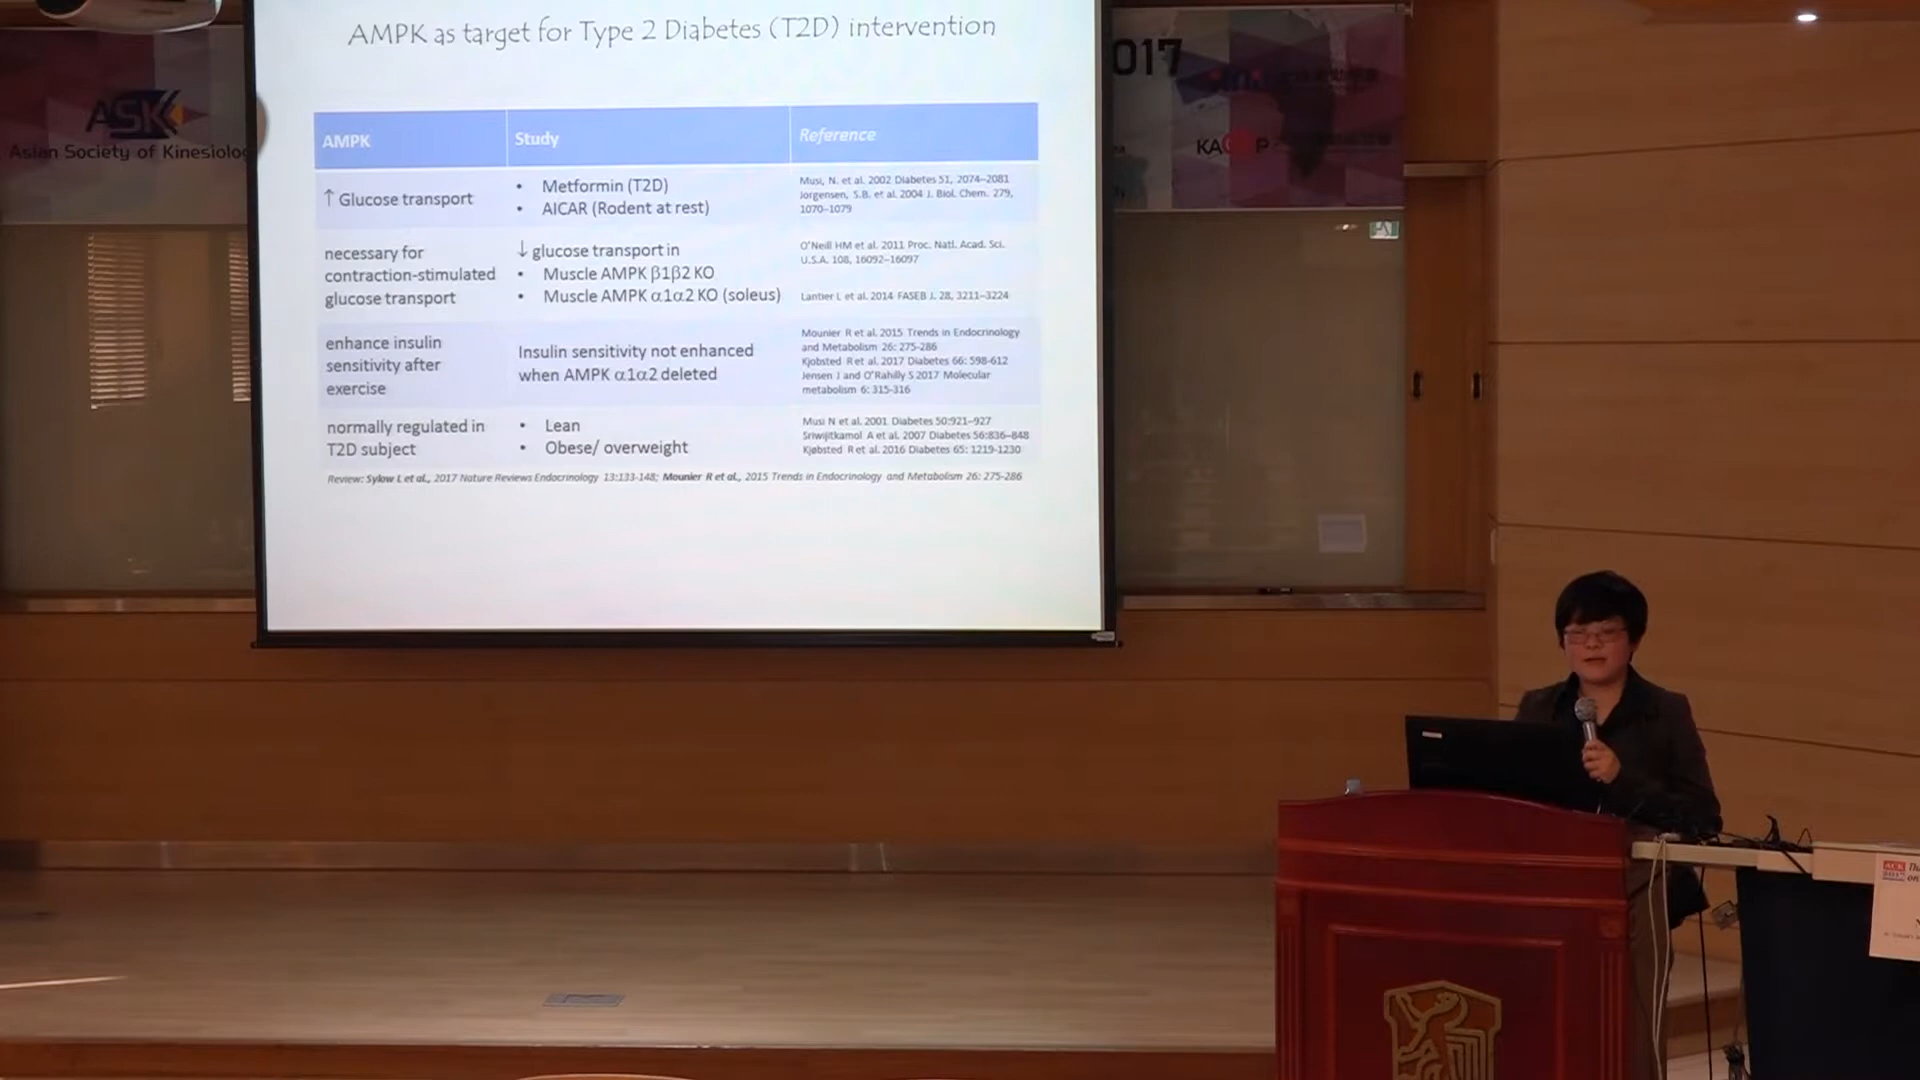 AMPK as target for Type 2 Diabetes (T2D) intervention
AMPK
Study
Reference
↑ Glucose transport
• Metformin (T2D)
• AICAR (Rodent at rest)
Musi, N. et al. 2002 Diabetes 51, 2074–2081
Jorgensen, S.B. et al. 2004 J. Biol. Chem. 279,
1070–1079
necessary for
contraction-stimulated
glucose transport
↓ glucose transport in
• Muscle AMPK β1β2 KO
• Muscle AMPK α1α2 KO (soleus)
O'Neill HM et al. 2011 Proc. Natl. Acad. Sci.
U.S.A. 108, 16092–16097
Lantier L et al. 2014 FASEB J. 28, 3211–3224
enhance insulin
sensitivity after
exercise
Insulin sensitivity not enhanced
when AMPK α1α2 deleted
Mounier R et al. 2015 Trends in Endocrinology
and Metabolism 26: 275-286
Kjobsted R et al. 2017 Diabetes 66: 598-612
Jensen J and O'Rahilly S 2017 Molecular
metabolism 6: 315-316
normally regulated in
T2D subject
• Lean
• Obese/ overweight
Musi N et al. 2001 Diabetes 50:921–927
Sriwijitkamol A et al. 2007 Diabetes 56:836–848
Kjøbsted R et al. 2016 Diabetes 65: 1219-1230
Review: Sylow L et al., 2017 Nature Reviews Endocrinology 13:133-148; Mounier R et al., 2015 Trends in Endocrinology and Metabolism 26: 275-286
ASK
Asian Society of Kinesiolo
017
ACK